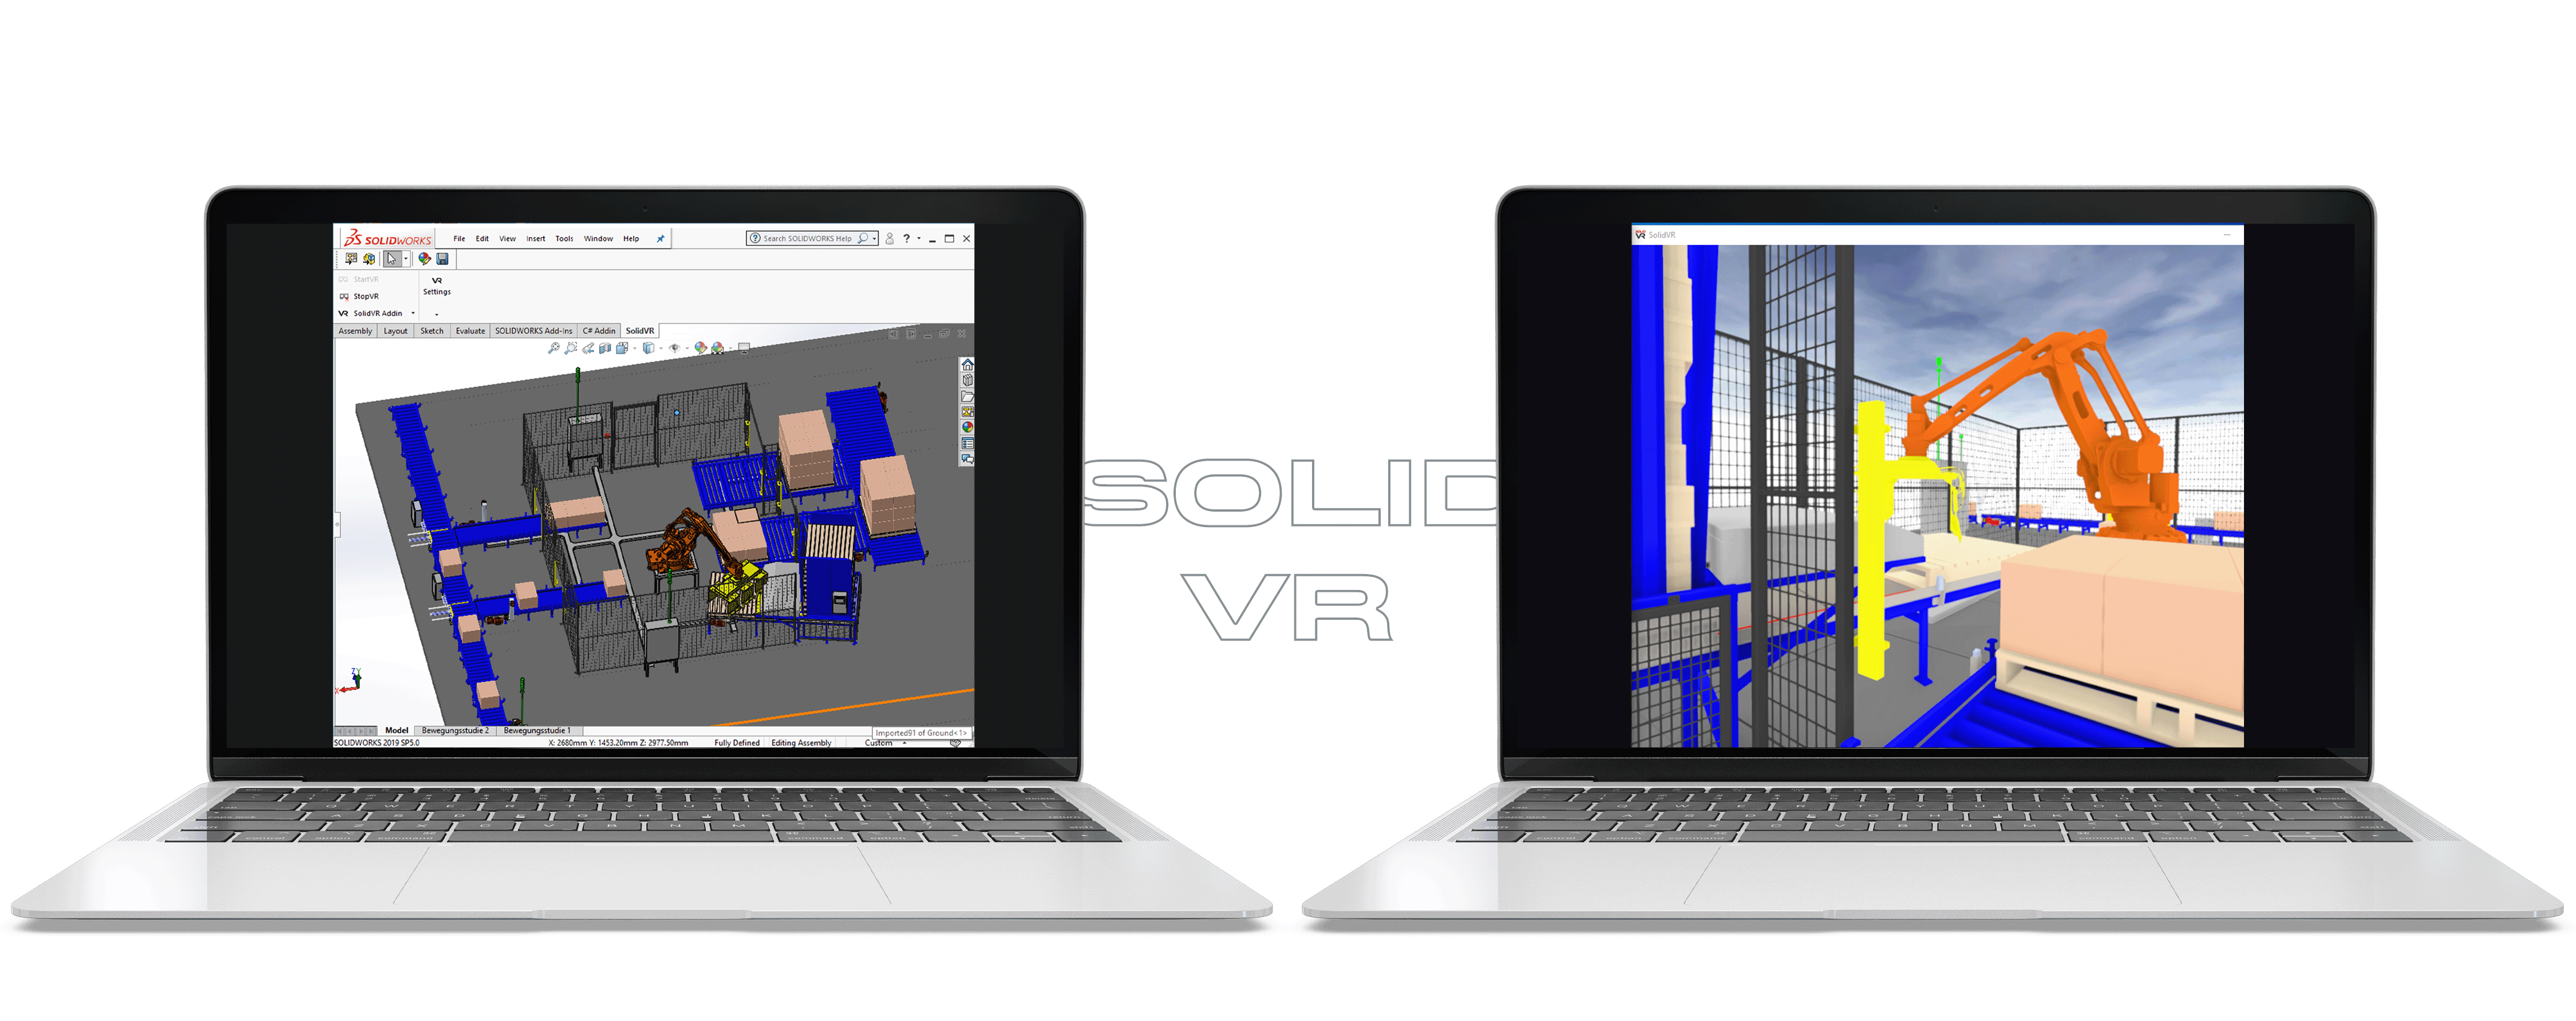 SOLIDWORKS File Edit View Insert Tools Window Help Search SOLIDWORKS Help ?
StartVR
StopVR
SolidVR Addin
VR
Settings
Assembly Layout Sketch Evaluate SOLIDWORKS Add-Ins C# Addin SolidVR
Z Y
X
Model Bewegungsstudie 2 Bewegungsstudie 1
Imported91 of Ground<1>
SOLIDWORKS 2019 SP5.0 X: 2680mm Y: 1453.20mm Z: 2977.50mm Fully Defined Editing Assembly Custom
SOLID
VR
SolidVR